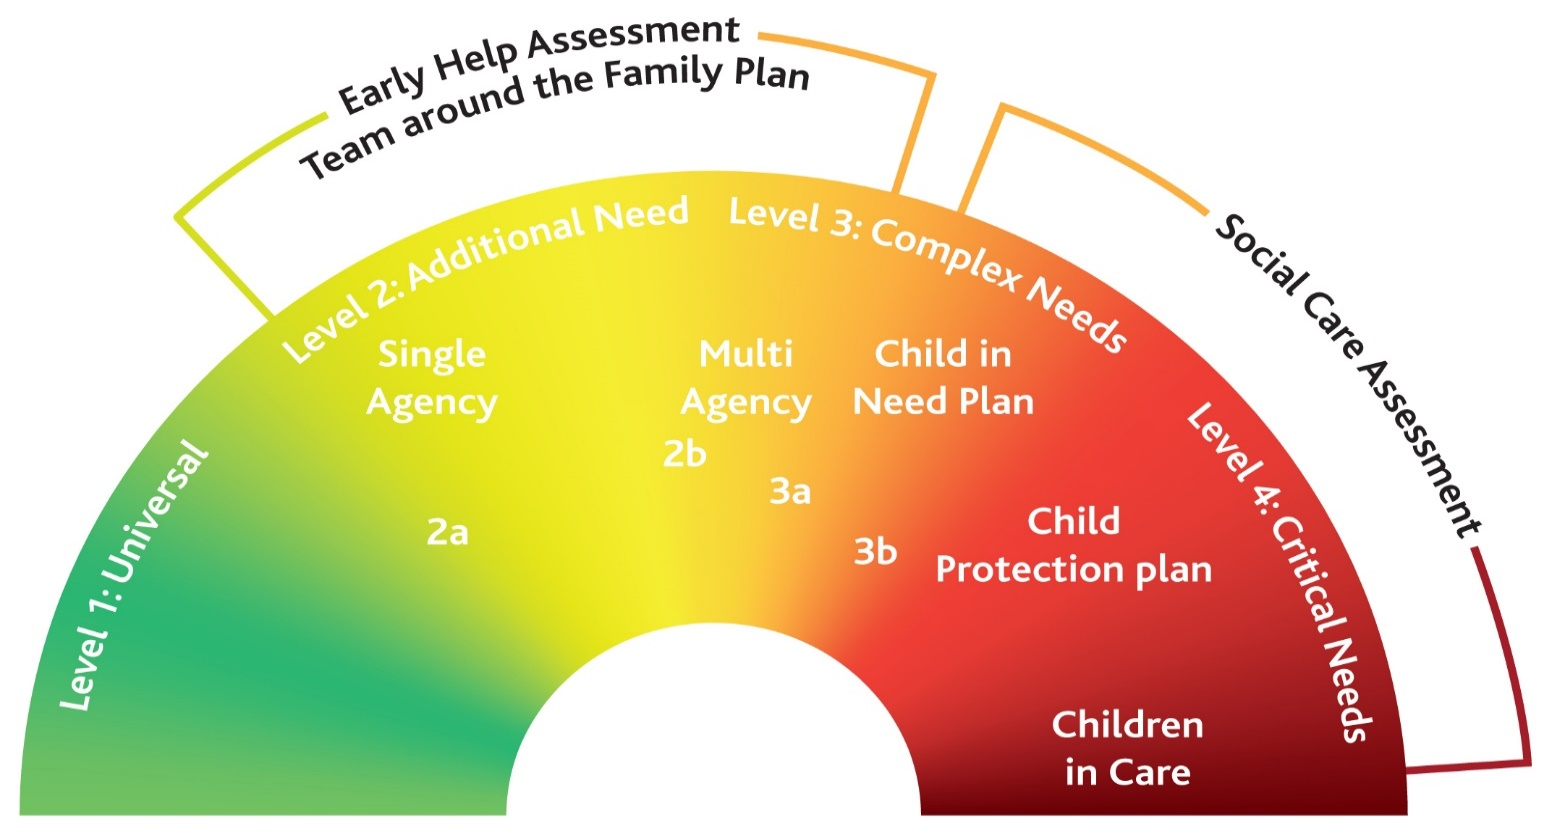 Early Help Assessment
Team around the Family Plan
Social Care Assessment
Level 1: Universal
Level 2: Additional Need
Level 3: Complex Needs
Level 4: Critical Needs
Single
Agency
2a
Multi
Agency
2b
3a
Child in
Need Plan
3b
Child
Protection plan
Children
in Care